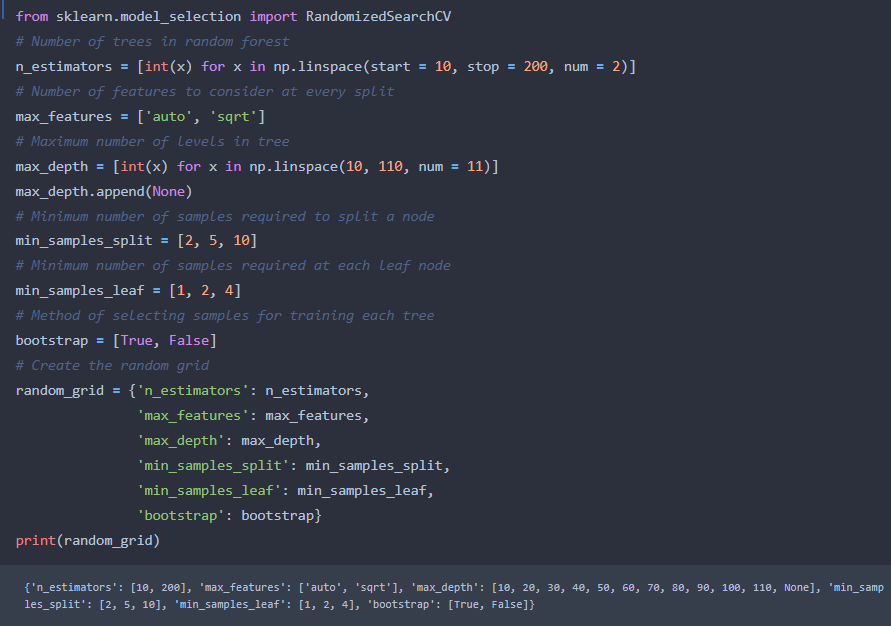 from sklearn.model_selection import RandomizedSearchCV
# Number of trees in random forest
n_estimators = [int(x) for x in np.linspace(start = 10, stop = 200, num = 2)]
# Number of features to consider at every split
max_features = ['auto', 'sqrt']
# Maximum number of levels in tree
max_depth = [int(x) for x in np.linspace(10, 110, num = 11)]
max_depth.append(None)
# Minimum number of samples required to split a node
min_samples_split = [2, 5, 10]
# Minimum number of samples required at each leaf node
min_samples_leaf = [1, 2, 4]
# Method of selecting samples for training each tree
bootstrap = [True, False]
# Create the random grid
random_grid = {'n_estimators': n_estimators,
               'max_features': max_features,
               'max_depth': max_depth,
               'min_samples_split': min_samples_split,
               'min_samples_leaf': min_samples_leaf,
               'bootstrap': bootstrap}
print(random_grid)
{'n_estimators': [10, 200], 'max_features': ['auto', 'sqrt'], 'max_depth': [10, 20, 30, 40, 50, 60, 70, 80, 90, 100, 110, None], 'min_samp
les_split': [2, 5, 10], 'min_samples_leaf': [1, 2, 4], 'bootstrap': [True, False]}